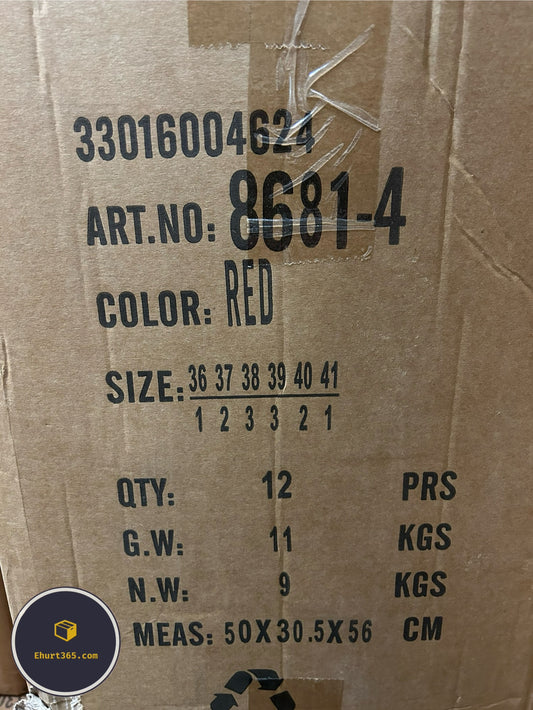 33016004624
ART.NO: 8681-4
COLOR: RED
SIZE: 36 37 38 39 40 41
1 2 3 3 2 1
QTY: 12 PRS
G.W: 11 KGS
N.W: 9 KGS
MEAS: 50X30.5X56 CM
Ehurt365.com